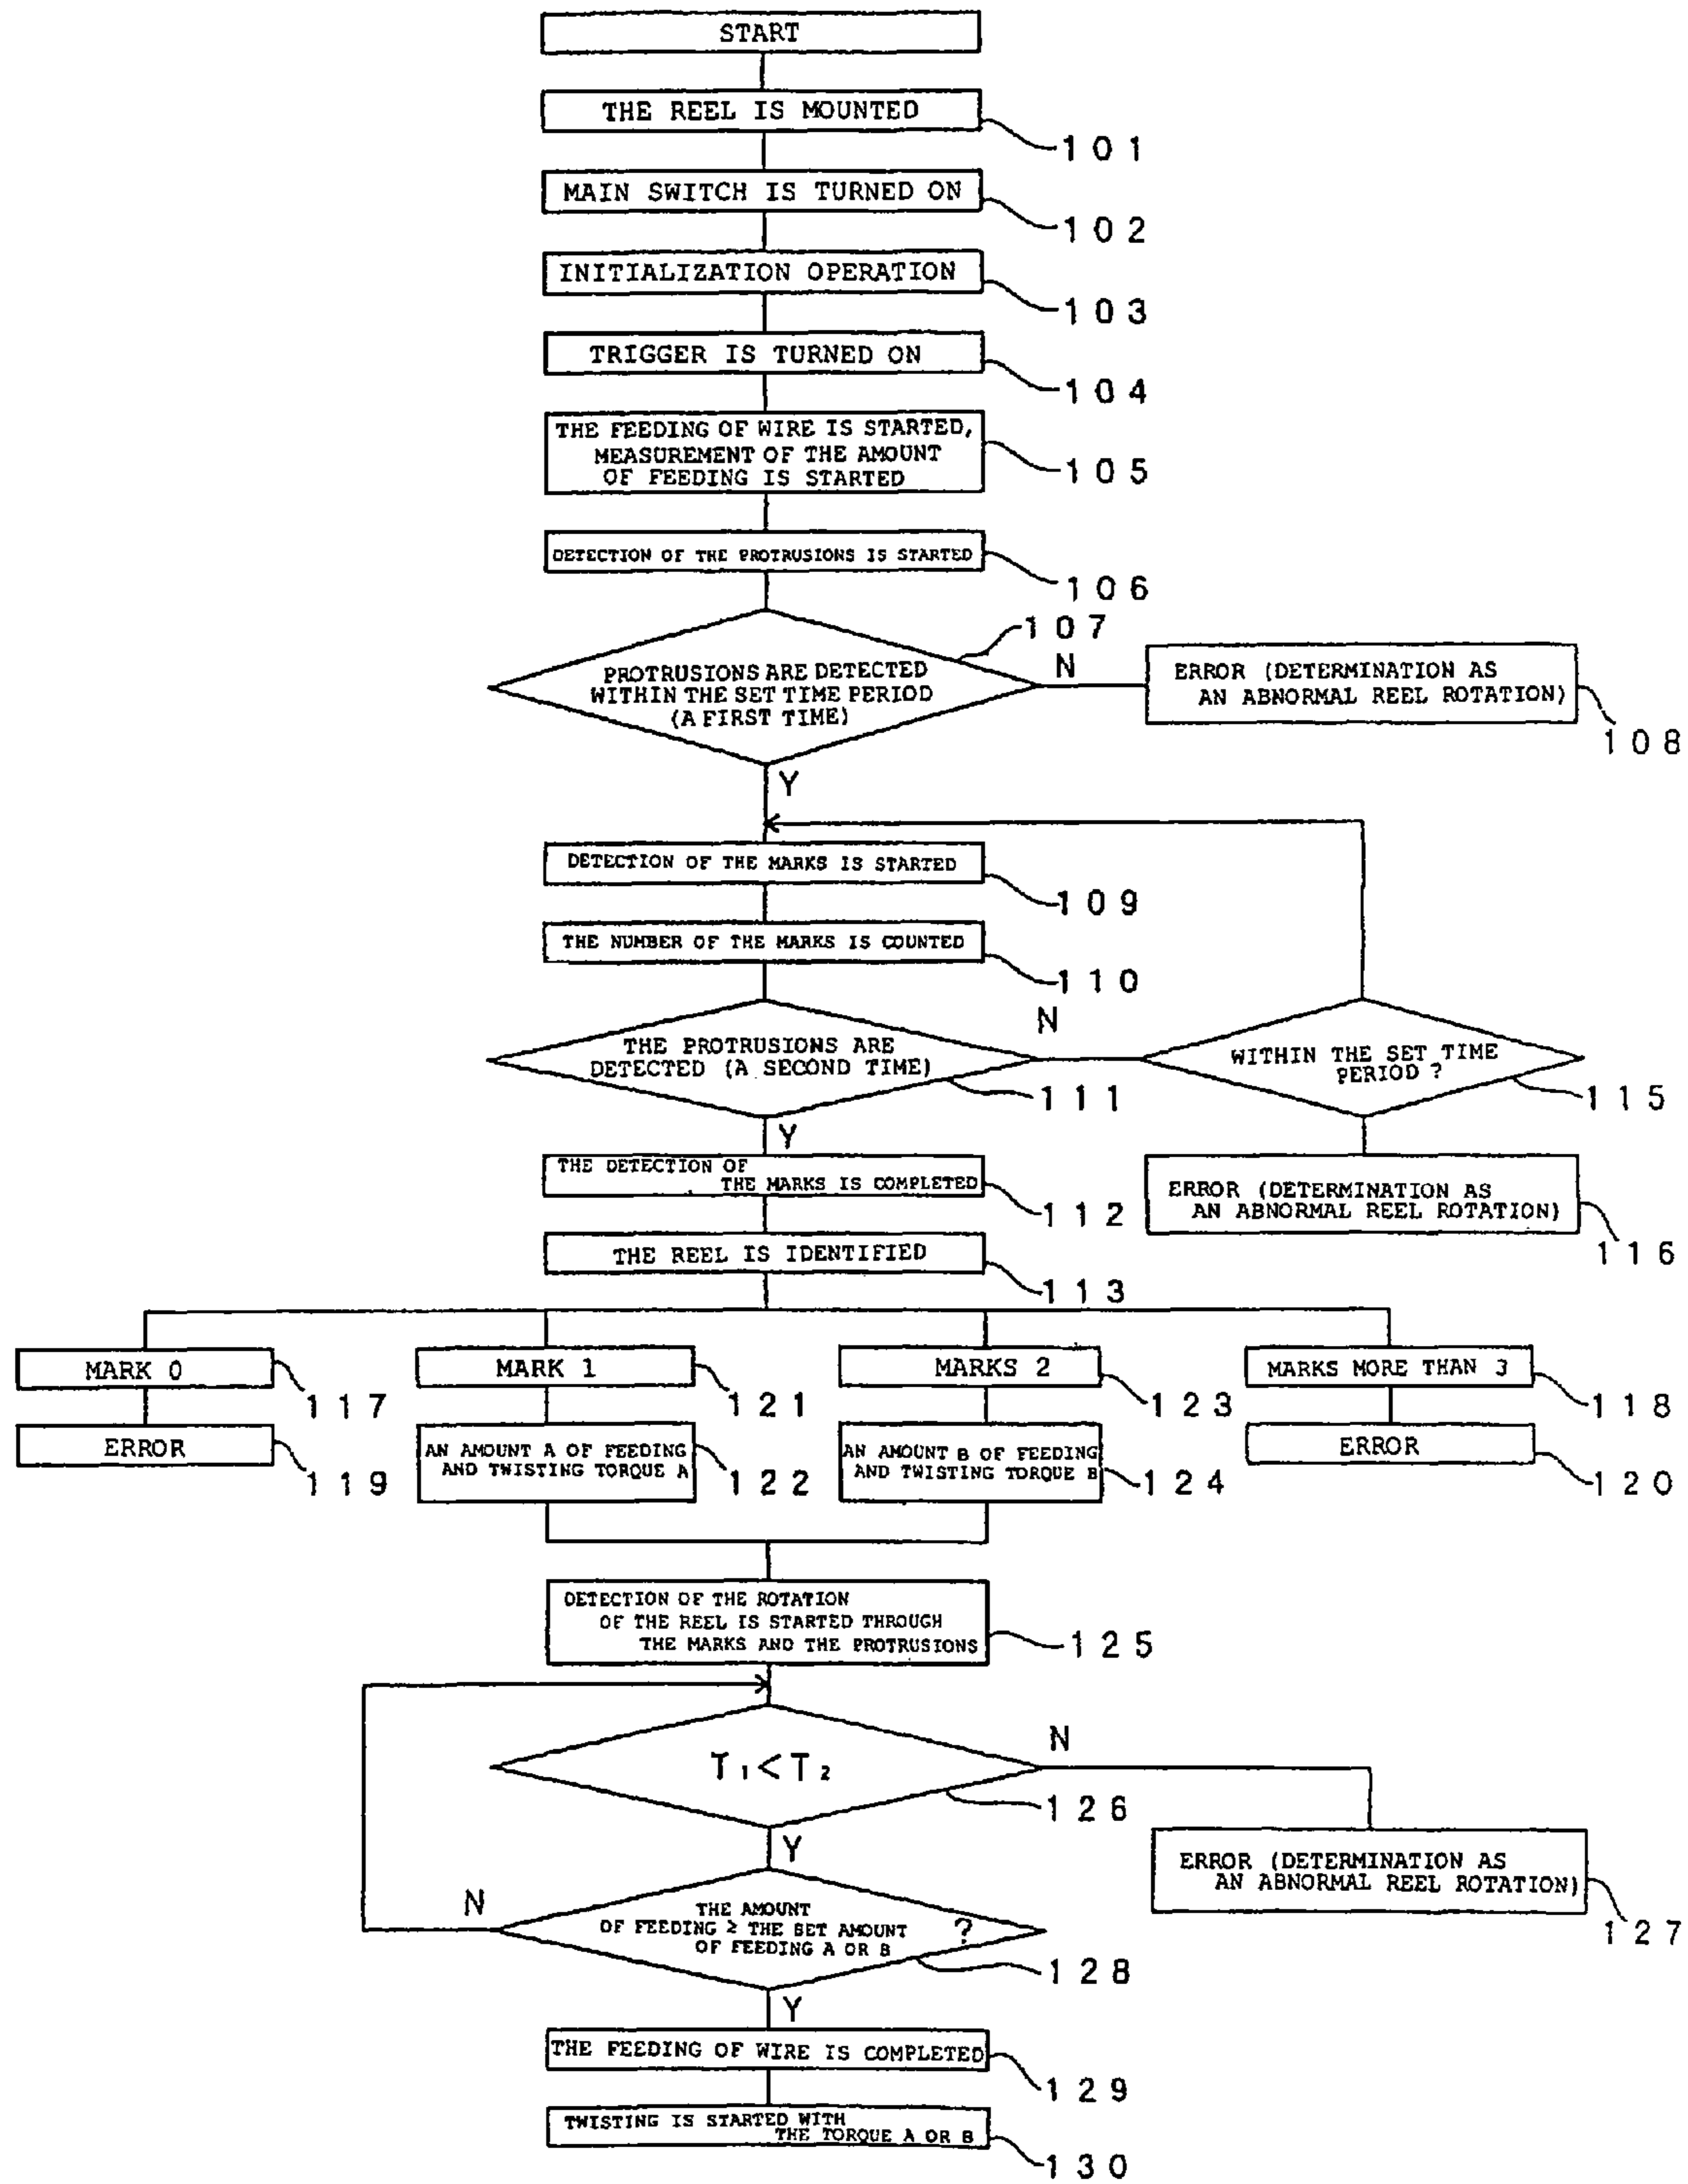 START
THE REEL IS MOUNTED
101
MAIN SWITCH IS TURNED ON
102
INITIALIZATION OPERATION
103
TRIGGER IS TURNED ON
104
THE FEEDING OF WIRE IS STARTED,
MEASUREMENT OF THE AMOUNT
OF FEEDING IS STARTED
105
DETECTION OF THE PROTRUSIONS IS STARTED
106
107
PROTRUSIONS ARE DETECTED
WITHIN THE SET TIME PERIOD
(A FIRST TIME)
N
ERROR (DETERMINATION AS
AN ABNORMAL REEL ROTATION)
108
Y
DETECTION OF THE MARKS IS STARTED
109
THE NUMBER OF THE MARKS IS COUNTED
110
THE PROTRUSIONS ARE
DETECTED (A SECOND TIME)
111
N
WITHIN THE SET TIME
PERIOD ?
115
Y
THE DETECTION OF
THE MARKS IS COMPLETED
112
ERROR (DETERMINATION AS
AN ABNORMAL REEL ROTATION)
116
THE REEL IS IDENTIFIED
113
MARK 0
117
MARK 1
121
MARKS 2
123
MARKS MORE THAN 3
118
ERROR
119
AN AMOUNT A OF FEEDING
AND TWISTING TORQUE A
122
AN AMOUNT B OF FEEDING
AND TWISTING TORQUE B
124
ERROR
120
DETECTION OF THE ROTATION
OF THE REEL IS STARTED THROUGH
THE MARKS AND THE PROTRUSIONS
125
T1<T2
N
126
ERROR (DETERMINATION AS
AN ABNORMAL REEL ROTATION)
127
Y
N
THE AMOUNT
OF FEEDING ≥ THE SET AMOUNT ?
OF FEEDING A OR B
128
Y
THE FEEDING OF WIRE IS COMPLETED
129
TWISTING IS STARTED WITH
THE TORQUE A OR B
130